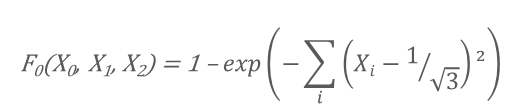 F₀(X₀, X₁, X₂) = 1 – exp(−∑ᵢ (Xᵢ − 1/√3)²)